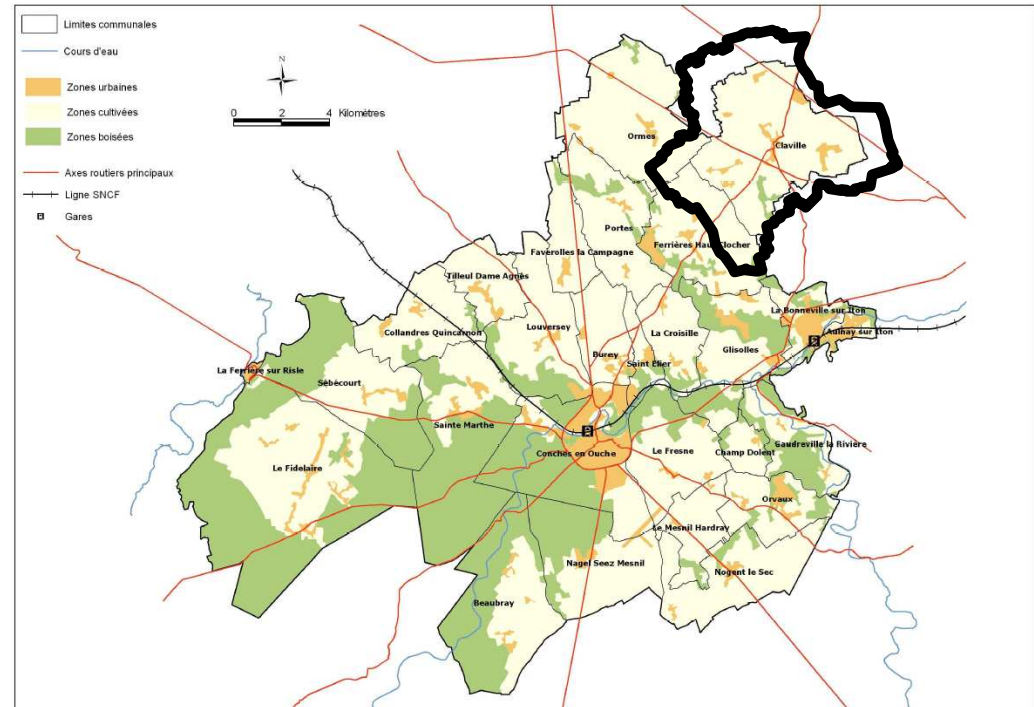 Limites communales
Cours d'eau
Zones urbaines
Zones cultivées
Zones boisées
Axes routiers principaux
Ligne SNCF
Gares
N
0 2 4 Kilomètres
Ormes
Claville
Portes
Ferrières Haut Clocher
Faverolles la Campagne
Tilleul Dame Agnès
La Bonneville sur Iton
Aulnay sur Iton
Collandres Quincarnon
Louversey
La Croisille
Glisolles
Burey
Saint Elier
La Ferrière sur Risle
Sébécourt
Sainte Marthe
Conches en Ouche
Le Fresne
Champ Dolent
Gaudreville la Rivière
Le Fidelaire
Orvaux
Le Mesnil Hardray
Nagel Seez Mesnil
Nogent le Sec
Beaubray